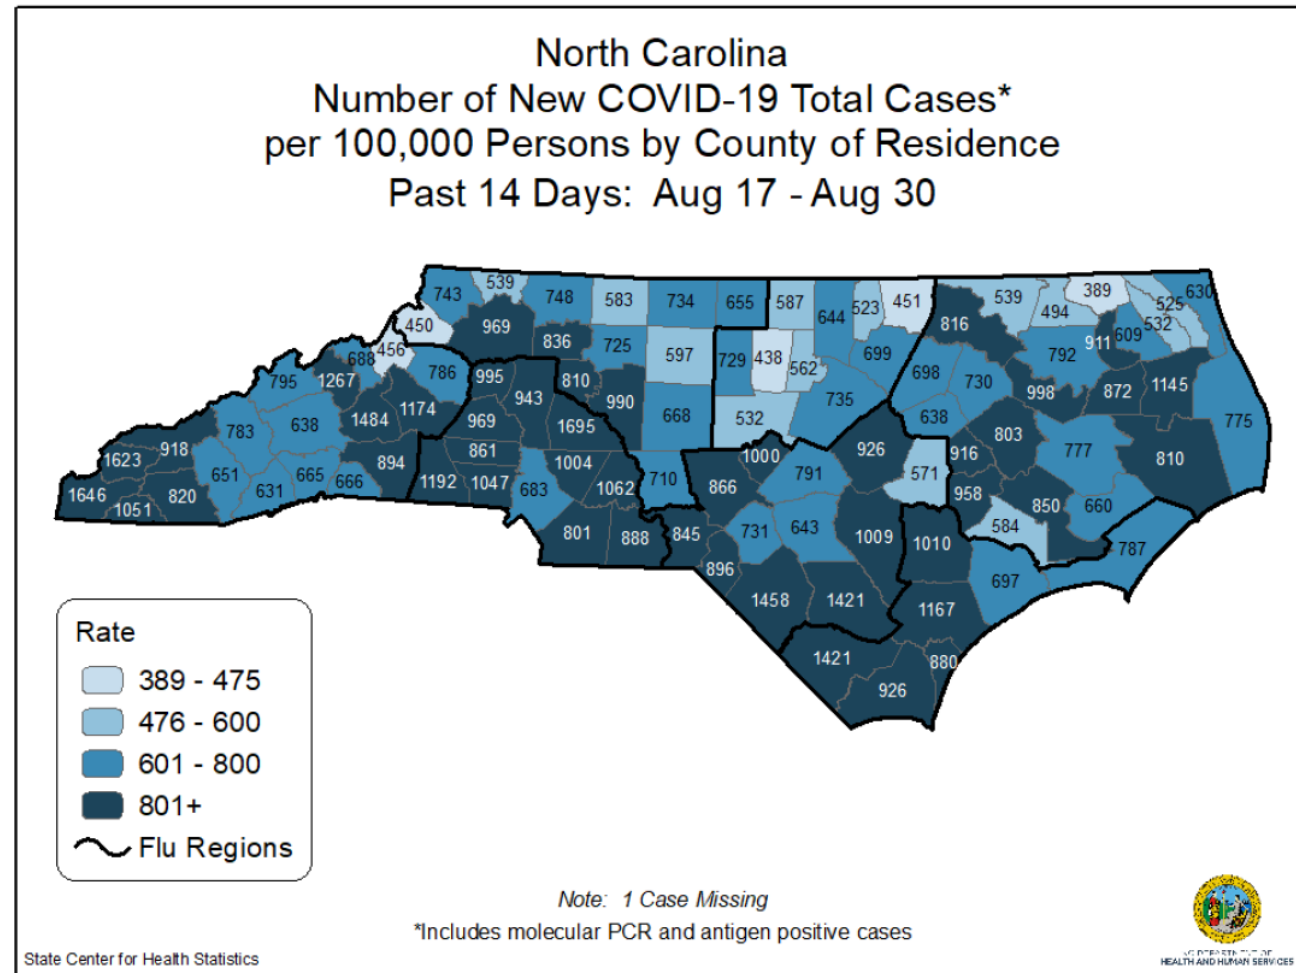 North Carolina
Number of New COVID-19 Total Cases*
per 100,000 Persons by County of Residence
Past 14 Days: Aug 17 - Aug 30
743 539 748 583 734 655 587 644 523 451 816 539 494 389 525 630
450 969 836 725 597 729 438 562 699 698 730 792 911 609 532
688 456 786 995 943 810 990 668 532 735 638 998 872 1145 775
795 1267 1484 1174 969 1695 926 916 803 777 810
783 638 861 1004 1000 791 571
1623 918 651 631 665 666 894 1192 1047 683 1062 710 866 958 850 660
1646 1051 820 801 888 845 731 643 1009 1010 584 787
896 697
1458 1421 1167
1421 926 880
Rate
389 - 475
476 - 600
601 - 800
801+
Flu Regions
Note: 1 Case Missing
*Includes molecular PCR and antigen positive cases
State Center for Health Statistics
NC DEPARTMENT OF
HEALTH AND HUMAN SERVICES